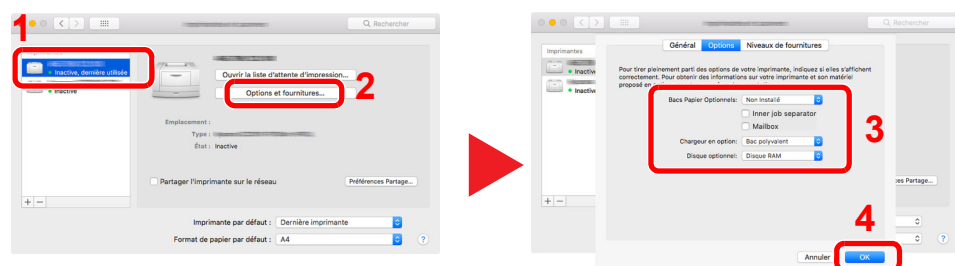 1
Rechercher
Imprimantes
Inactive, dernière utilisée
Inactive
Ouvrir la liste d'attente d'impression...
Options et fournitures...
2
Emplacement :
Type :
État : Inactive
Partager l'imprimante sur le réseau
Préférences Partage...
+ −
Imprimante par défaut : Dernière imprimante
Format de papier par défaut : A4
?
Rechercher
Imprimantes
Général Options Niveaux de fournitures
Pour tirer pleinement parti des options de votre imprimante, indiquez si elles s'affichent
correctement. Pour obtenir des informations sur votre imprimante et son matériel
proposé en
Bacs Papier Optionnels: Non Installé
Inner job separator
Mailbox
Chargeur en option: Bac polyvalent
Disque optionnel: Disque RAM
3
Inactive
Inactive
ces Partage...
+ −
?
4
Annuler OK